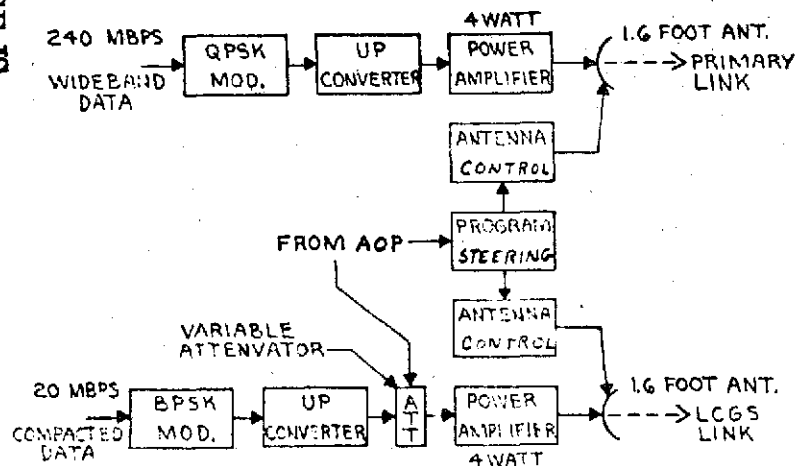 240 MBPS
WIDEBAND
DATA
QPSK
MOD.
UP
CONVERTER
4 WATT
POWER
AMPLIFIER
1.6 FOOT ANT.
PRIMARY
LINK
ANTENNA
CONTROL
FROM AOP
PROGRAM
STEERING
ANTENNA
CONTROL
VARIABLE
ATTENVATOR
20 MBPS
COMPACTED
DATA
BPSK
MOD.
UP
CONVERTER
ATT
POWER
AMPLIFIER
4 WATT
1.6 FOOT ANT.
LCGS
LINK